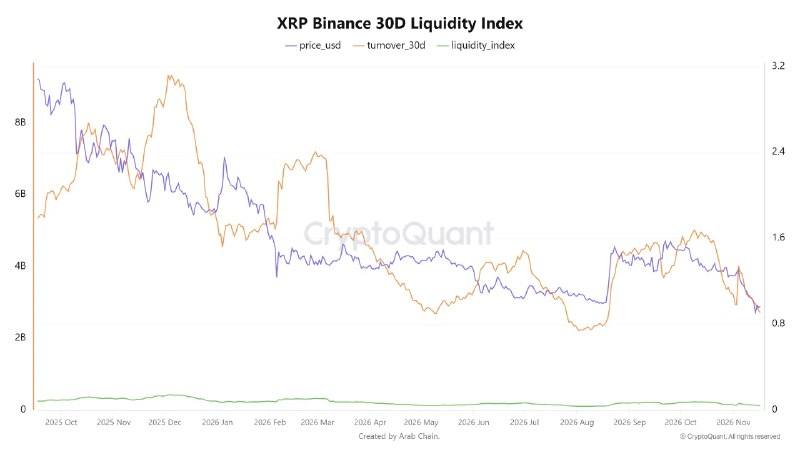 XRP Binance 30D Liquidity Index
price_usd turnover_30d liquidity_index
8B
6B
4B
2B
0
3.2
2.4
1.6
0.8
0
CryptoQuant
2025 Oct 2025 Nov 2025 Dec 2026 Jan 2026 Feb 2026 Mar 2026 Apr 2026 May 2026 Jun 2026 Jul 2026 Aug 2026 Sep 2026 Oct 2026 Nov
Created by Arab Chain.
© CryptoQuant. All rights reserved